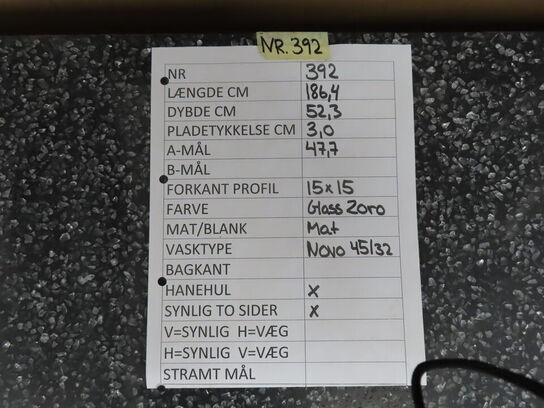 NR. 392
NR 392
LÆNGDE CM 186,4
DYBDE CM 52,3
PLADETYKKELSE CM 3,0
A-MÅL 47,7
B-MÅL
FORKANT PROFIL 15x15
FARVE Glass Zoro
MAT/BLANK Mat
VASKTYPE Novo 45/32
BAGKANT
HANEHUL X
SYNLIG TO SIDER X
V=SYNLIG H=VÆG
H=SYNLIG V=VÆG
STRAMT MÅL